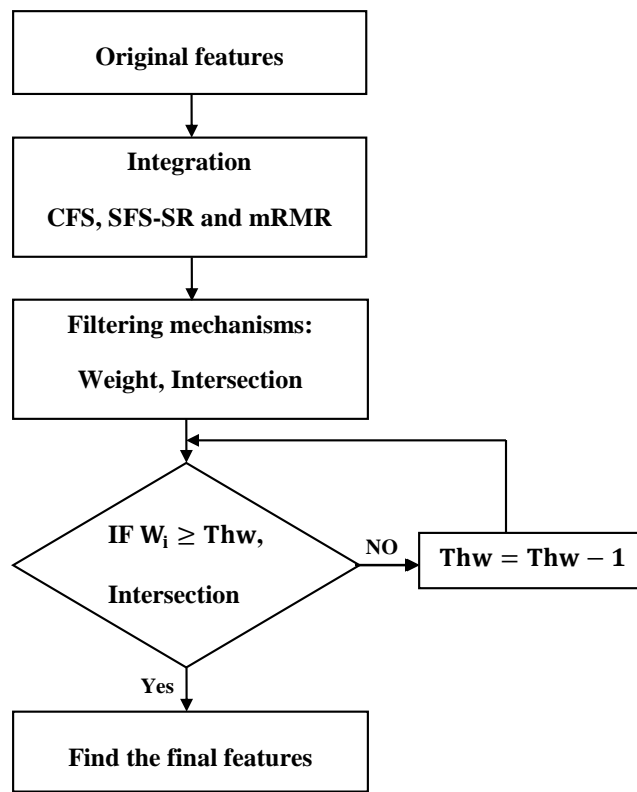 Original features
Integration
CFS, SFS-SR and mRMR
Filtering mechanisms:
Weight, Intersection
IF Wᵢ ≥ Thw,
Intersection
NO
Thw = Thw − 1
Yes
Find the final features